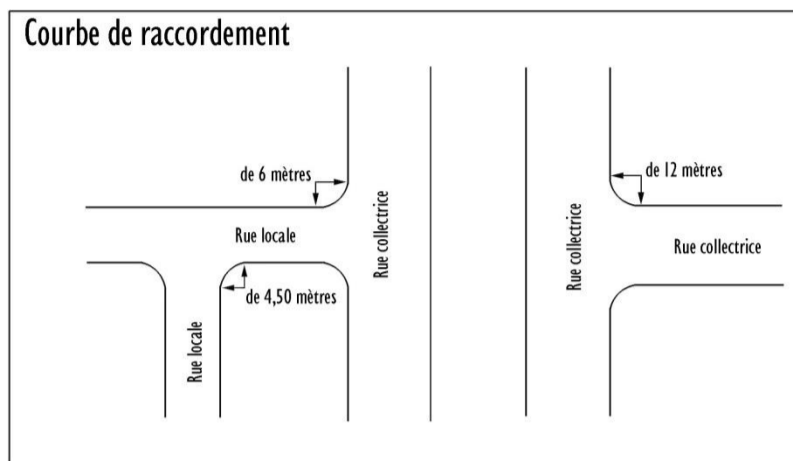 Courbe de raccordement
de 6 mètres
de 12 mètres
Rue locale
Rue collectrice
Rue collectrice
Rue collectrice
de 4,50 mètres
Rue locale